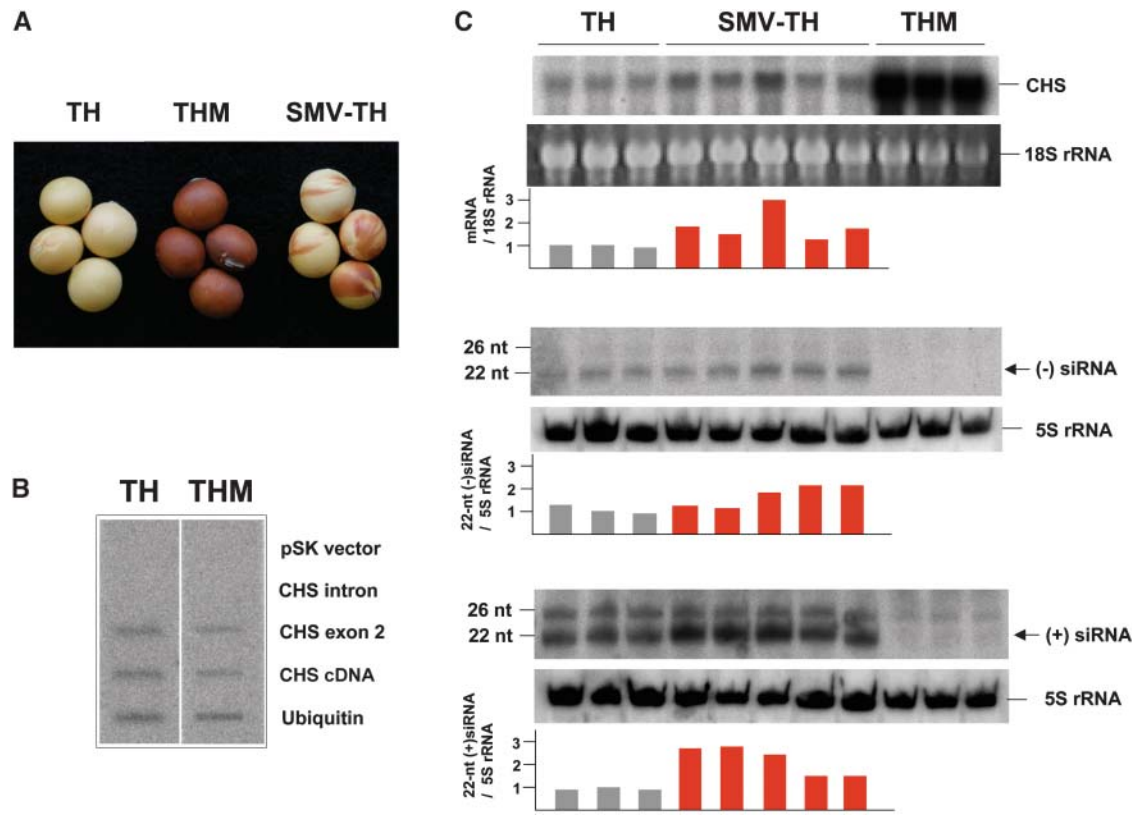 A
TH THM SMV-TH
B
TH THM
pSK vector
CHS intron
CHS exon 2
CHS cDNA
Ubiquitin
C
TH SMV-TH THM
CHS
18S rRNA
mRNA
/ 18S rRNA
3
2
1
26 nt
22 nt
(-) siRNA
5S rRNA
22-nt (-)siRNA
/ 5S rRNA
3
2
1
26 nt
22 nt
(+) siRNA
5S rRNA
22-nt (+)siRNA
/ 5S rRNA
3
2
1